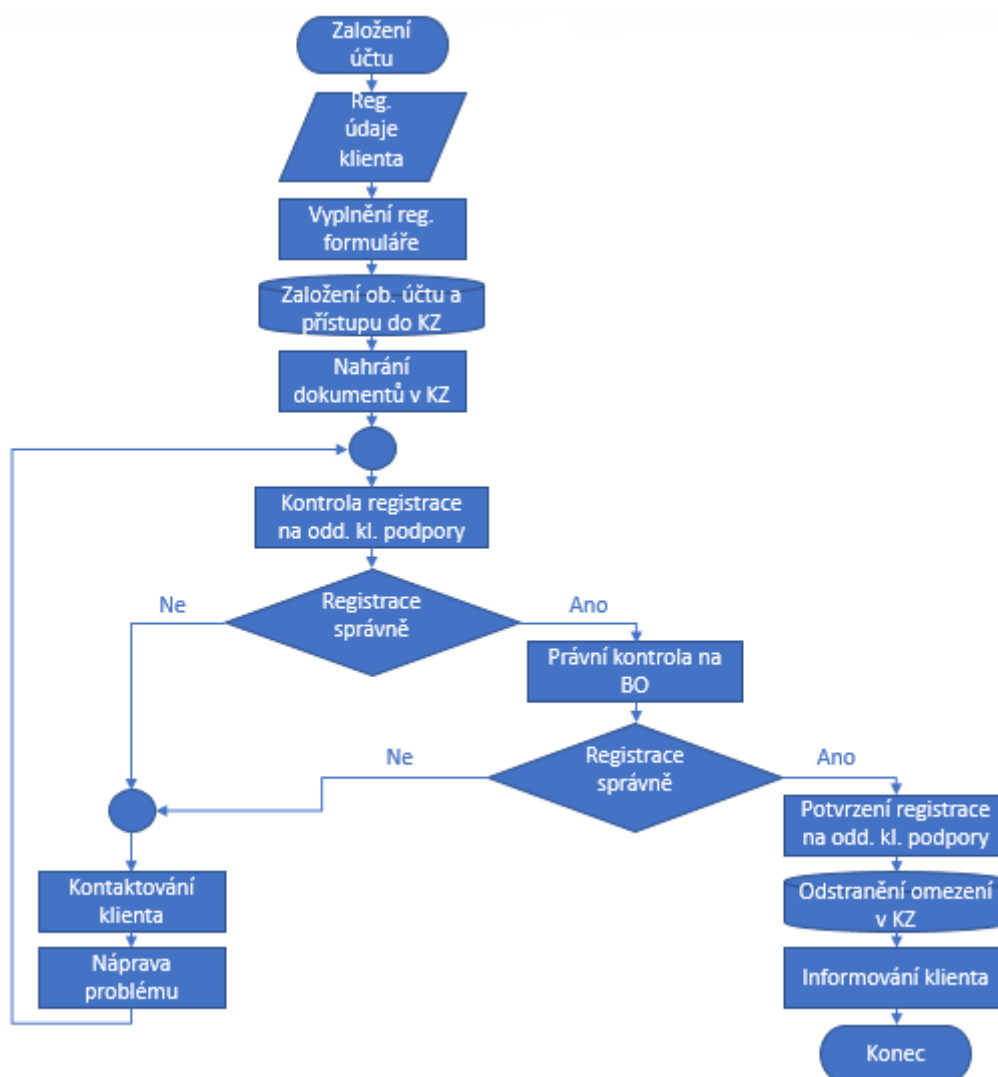 Založení
účtu
Reg.
údaje
klienta
Vyplnění reg.
formuláře
Založení ob. účtu a
přístupu do KZ
Nahrání
dokumentů v KZ
Kontrola registrace
na odd. kl. podpory
Ne
Registrace
správně
Ano
Právní kontrola na
BO
Ne
Registrace
správně
Ano
Potvrzení registrace
na odd. kl. podpory
Kontaktování
klienta
Odstranění omezení
v KZ
Náprava
problému
Informování klienta
Konec